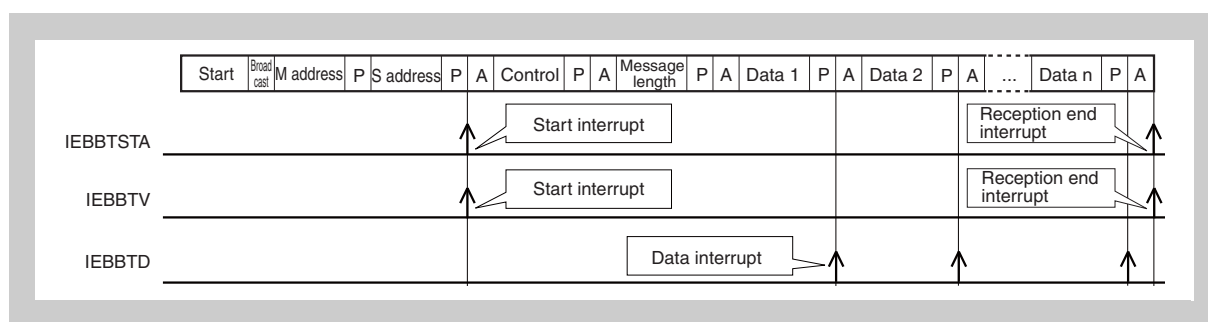 Start Broad cast M address P S address P A Control P A Message length P A Data 1 P A Data 2 P A ... Data n P A
IEBBTSTA
Start interrupt
Reception end
interrupt
IEBBTV
Start interrupt
Reception end
interrupt
IEBBTD
Data interrupt